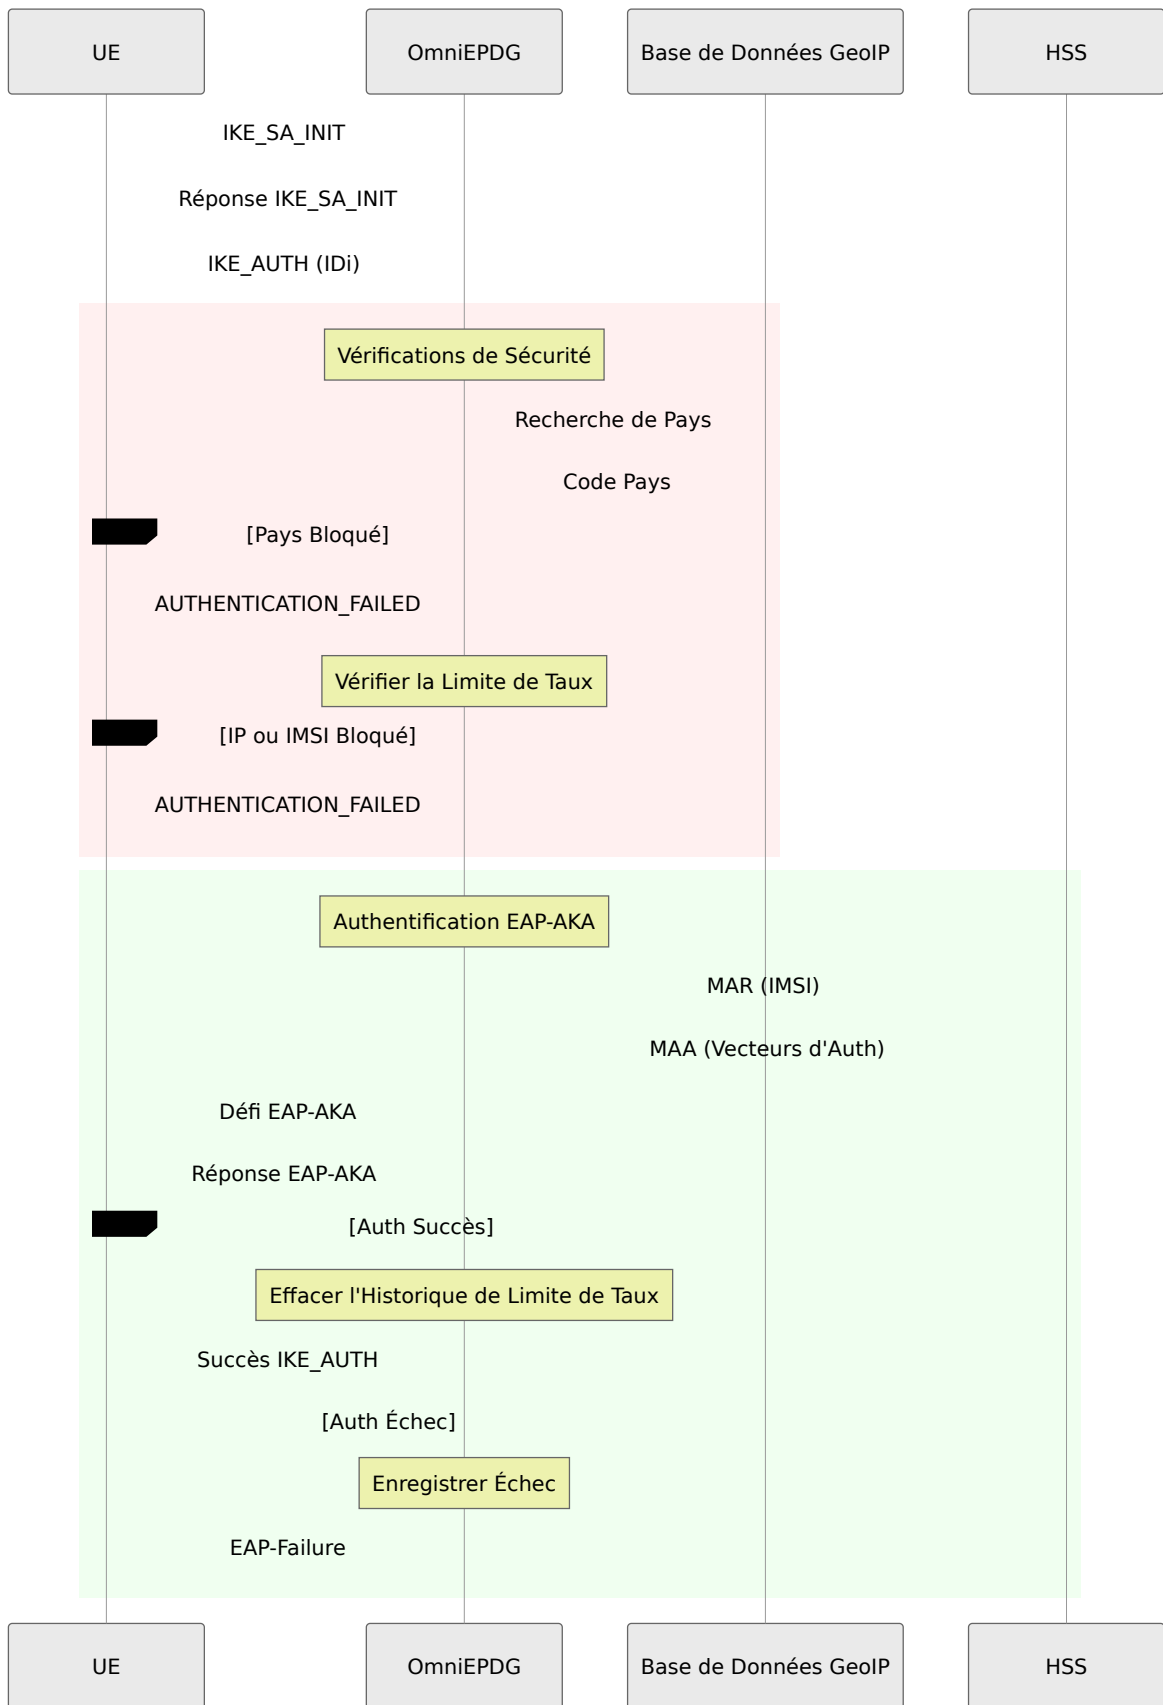 UE
OmniEPDG
Base de Données GeoIP
HSS
IKE_SA_INIT
Réponse IKE_SA_INIT
IKE_AUTH (IDi)
Vérifications de Sécurité
Recherche de Pays
Code Pays
[Pays Bloqué]
AUTHENTICATION_FAILED
Vérifier la Limite de Taux
[IP ou IMSI Bloqué]
AUTHENTICATION_FAILED
Authentification EAP-AKA
MAR (IMSI)
MAA (Vecteurs d'Auth)
Défi EAP-AKA
Réponse EAP-AKA
[Auth Succès]
Effacer l'Historique de Limite de Taux
Succès IKE_AUTH
[Auth Échec]
Enregistrer Échec
EAP-Failure
UE
OmniEPDG
Base de Données GeoIP
HSS